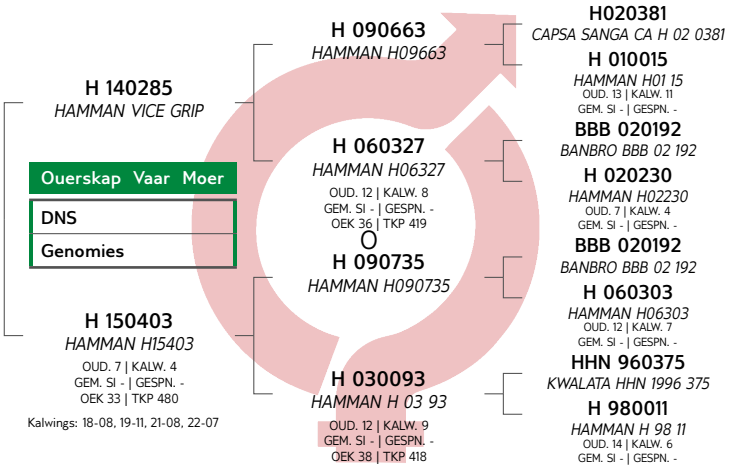 H 140285
HAMMAN VICE GRIP
Ouerskap Vaar Moer
DNS
Genomies
H 150403
HAMMAN H15403
OUD. 7 | KALW. 4
GEM. SI - | GESPN. -
OEK 33 | TKP 480
Kalwings: 18-08, 19-11, 21-08, 22-07
H 090663
HAMMAN H09663
H 060327
HAMMAN H06327
OUD. 12 | KALW. 8
GEM. SI - | GESPN. -
OEK 36 | TKP 419
O
H 090735
HAMMAN H090735
H 030093
HAMMAN H 03 93
OUD. 12 | KALW. 9
GEM. SI - | GESPN. -
OEK 38 | TKP 418
H020381
CAPSA SANGA CA H 02 0381
H 010015
HAMMAN H01 15
OUD. 13 | KALW. 11
GEM. SI - | GESPN. -
BBB 020192
BANBRO BBB 02 192
H 020230
HAMMAN H02230
OUD. 7 | KALW. 4
GEM. SI - | GESPN. -
BBB 020192
BANBRO BBB 02 192
H 060303
HAMMAN H06303
OUD. 12 | KALW. 7
GEM. SI - | GESPN. -
HHN 960375
KWALATA HHN 1996 375
H 980011
HAMMAN H 98 11
OUD. 14 | KALW. 6
GEM. SI - | GESPN. -